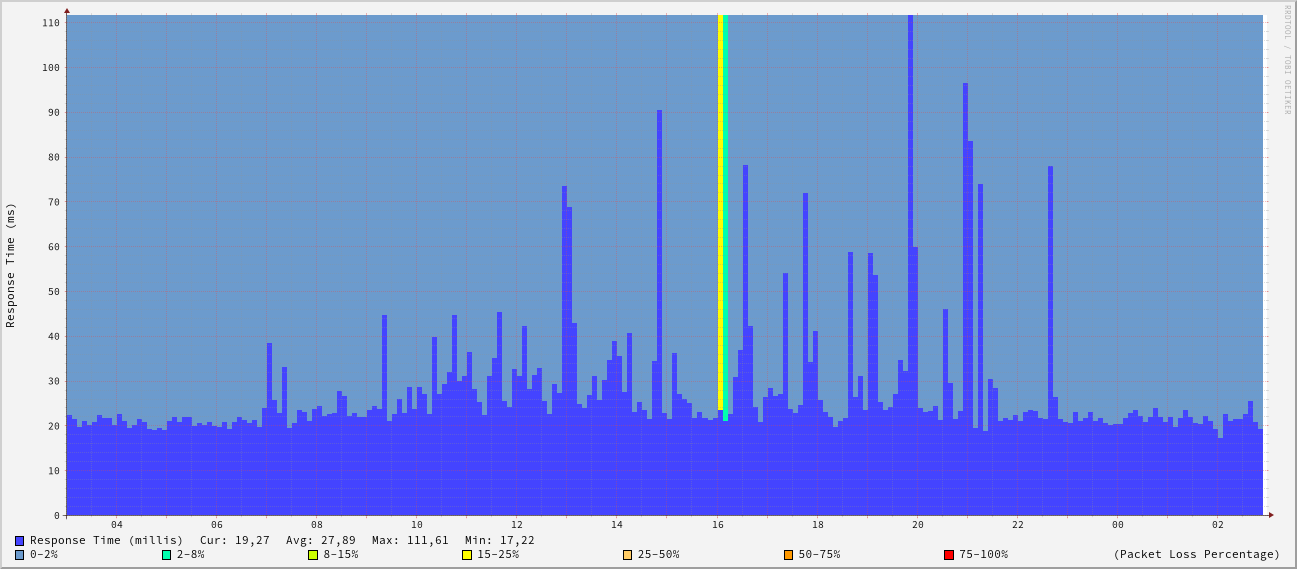 RRDTOOL / TOBI OETIKER
Response Time (ms)
110
100
90
80
70
60
50
40
30
20
10
0
04 06 08 10 12 14 16 18 20 22 00 02
Response Time (millis) Cur: 19,27 Avg: 27,89 Max: 111,61 Min: 17,22
0-2% 2-8% 8-15% 15-25% 25-50% 50-75% 75-100% (Packet Loss Percentage)